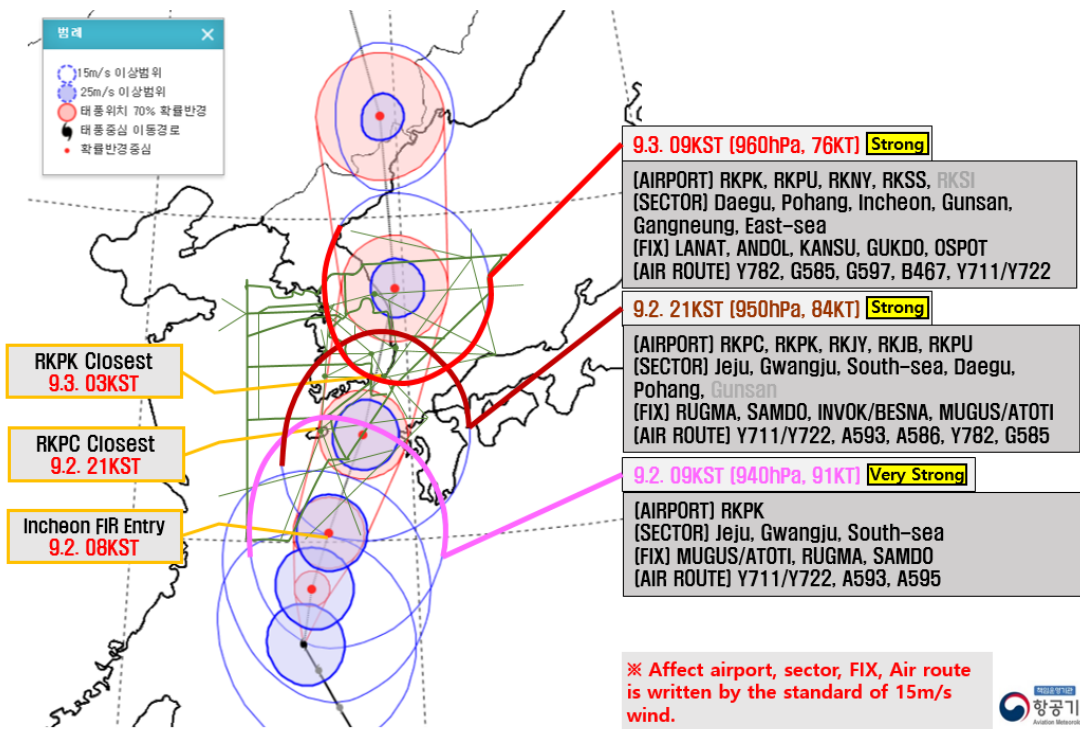 범례
15m/s 이상범위
25m/s 이상범위
태풍위치 70% 확률반경
태풍중심 이동경로
확률반경중심
9.3. 09KST (960hPa, 76KT) Strong
(AIRPORT) RKPK, RKPU, RKNY, RKSS, RKSI
(SECTOR) Daegu, Pohang, Incheon, Gunsan,
Gangneung, East-sea
(FIX) LANAT, ANDOL, KANSU, GUKDO, OSPOT
(AIR ROUTE) Y782, G585, G597, B467, Y711/Y722
9.2. 21KST (950hPa, 84KT) Strong
(AIRPORT) RKPC, RKPK, RKJY, RKJB, RKPU
(SECTOR) Jeju, Gwangju, South-sea, Daegu,
Pohang, Gunsan
(FIX) RUGMA, SAMDO, INVOK/BESNA, MUGUS/ATOTI
(AIR ROUTE) Y711/Y722, A593, A586, Y782, G585
9.2. 09KST (940hPa, 91KT) Very Strong
(AIRPORT) RKPK
(SECTOR) Jeju, Gwangju, South-sea
(FIX) MUGUS/ATOTI, RUGMA, SAMDO
(AIR ROUTE) Y711/Y722, A593, A595
RKPK Closest
9.3. 03KST
RKPC Closest
9.2. 21KST
Incheon FIR Entry
9.2. 08KST
※ Affect airport, sector, FIX, Air route
is written by the standard of 15m/s
wind.
책임운영기관
항공기
Aviation Meteorol